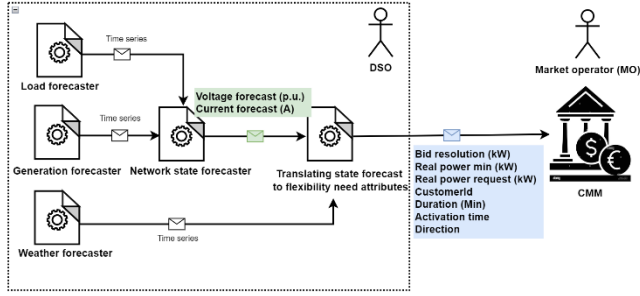 Time series
Load forecaster
DSO
Market operator (MO)
Voltage forecast (p.u.)
Current forecast (A)
Time series
Generation forecaster
Network state forecaster
Translating state forecast
to flexibility need attributes
Bid resolution (kW)
Real power min (kW)
Real power request (kW)
CustomerId
Duration (Min)
Activation time
Direction
$
€
CMM
Time series
Weather forecaster